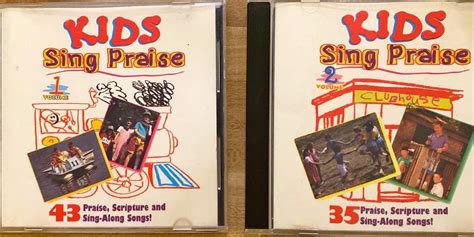 KIDS
Sing Praise
1
VOLUME
43 Praise, Scripture and
Sing-Along Songs!
KIDS
Sing Praise
2
VOLUME
CLUBHOUSE
35 Praise, Scripture and
Sing-Along Songs!